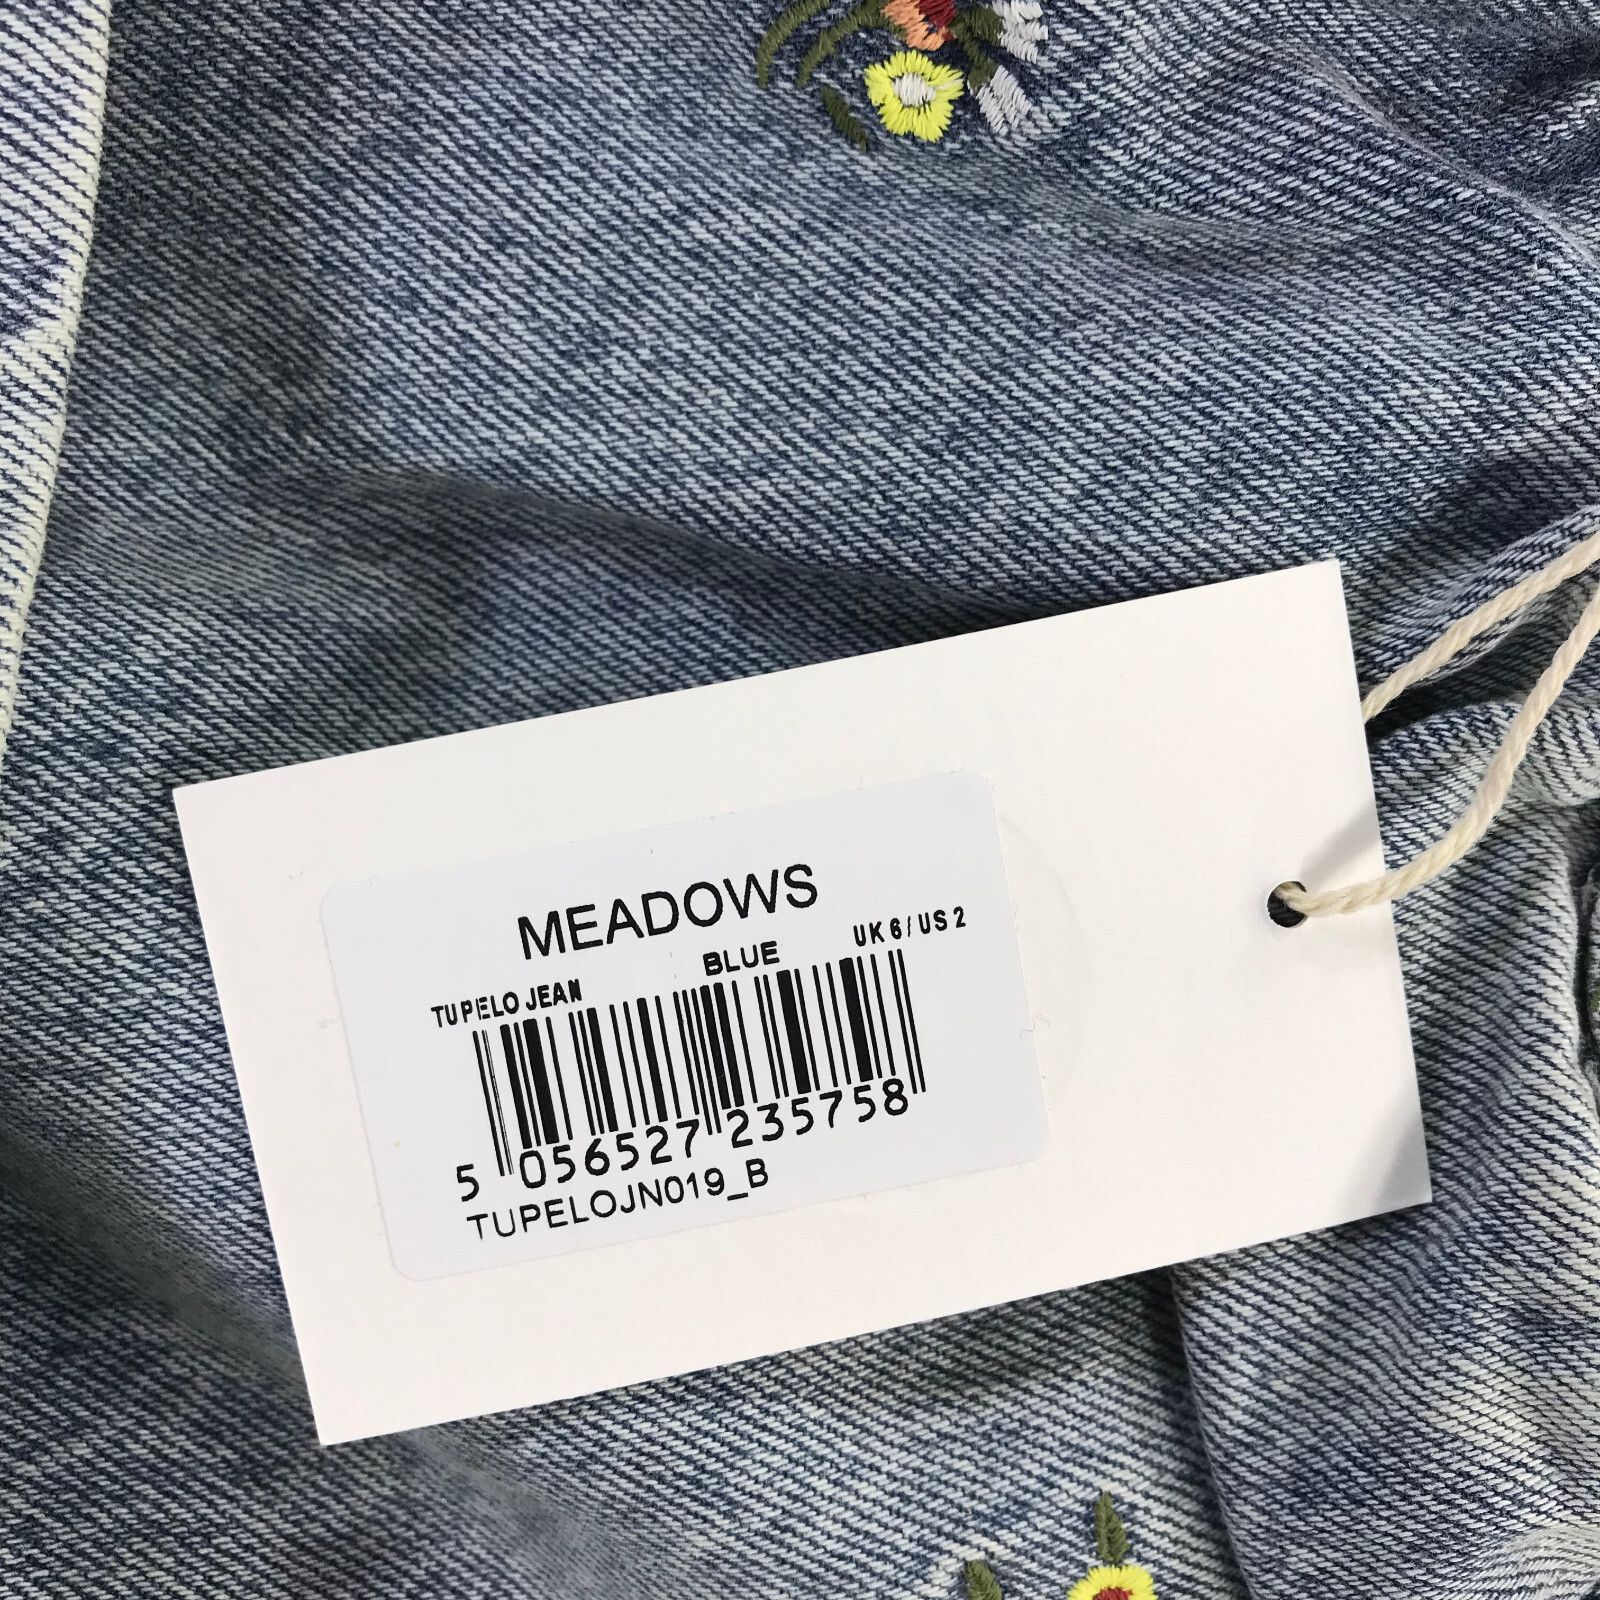 MEADOWS
TUPELO JEAN BLUE UK 6 / US 2
5 056527 235758
TUPELOJN019_B